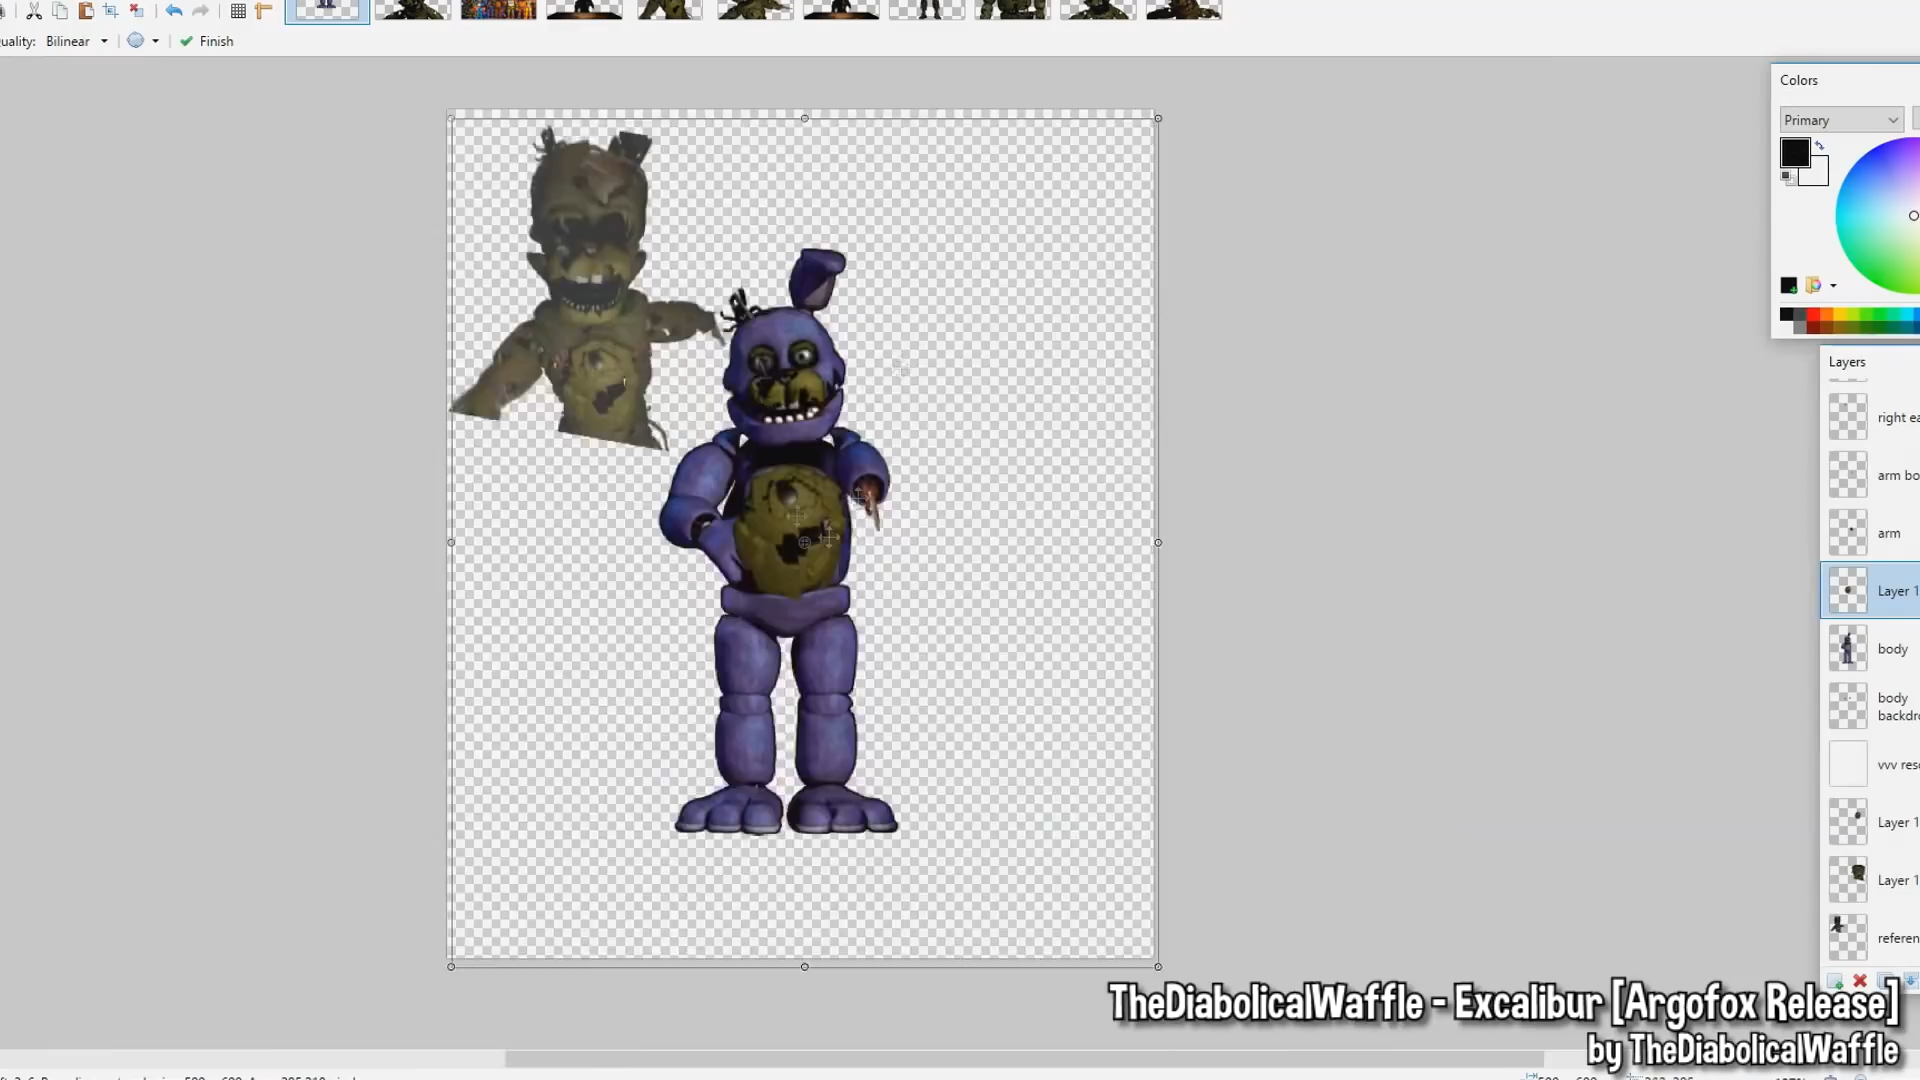 uality: Bilinear Finish
Colors
Primary
Layers
right ea
arm bo
arm
Layer 1
body
body
backdr
vvv res
Layer 1
Layer 1
referen
TheDiabolicalWaffle - Excalibur [Argofox Release]
by TheDiabolicalWaffle